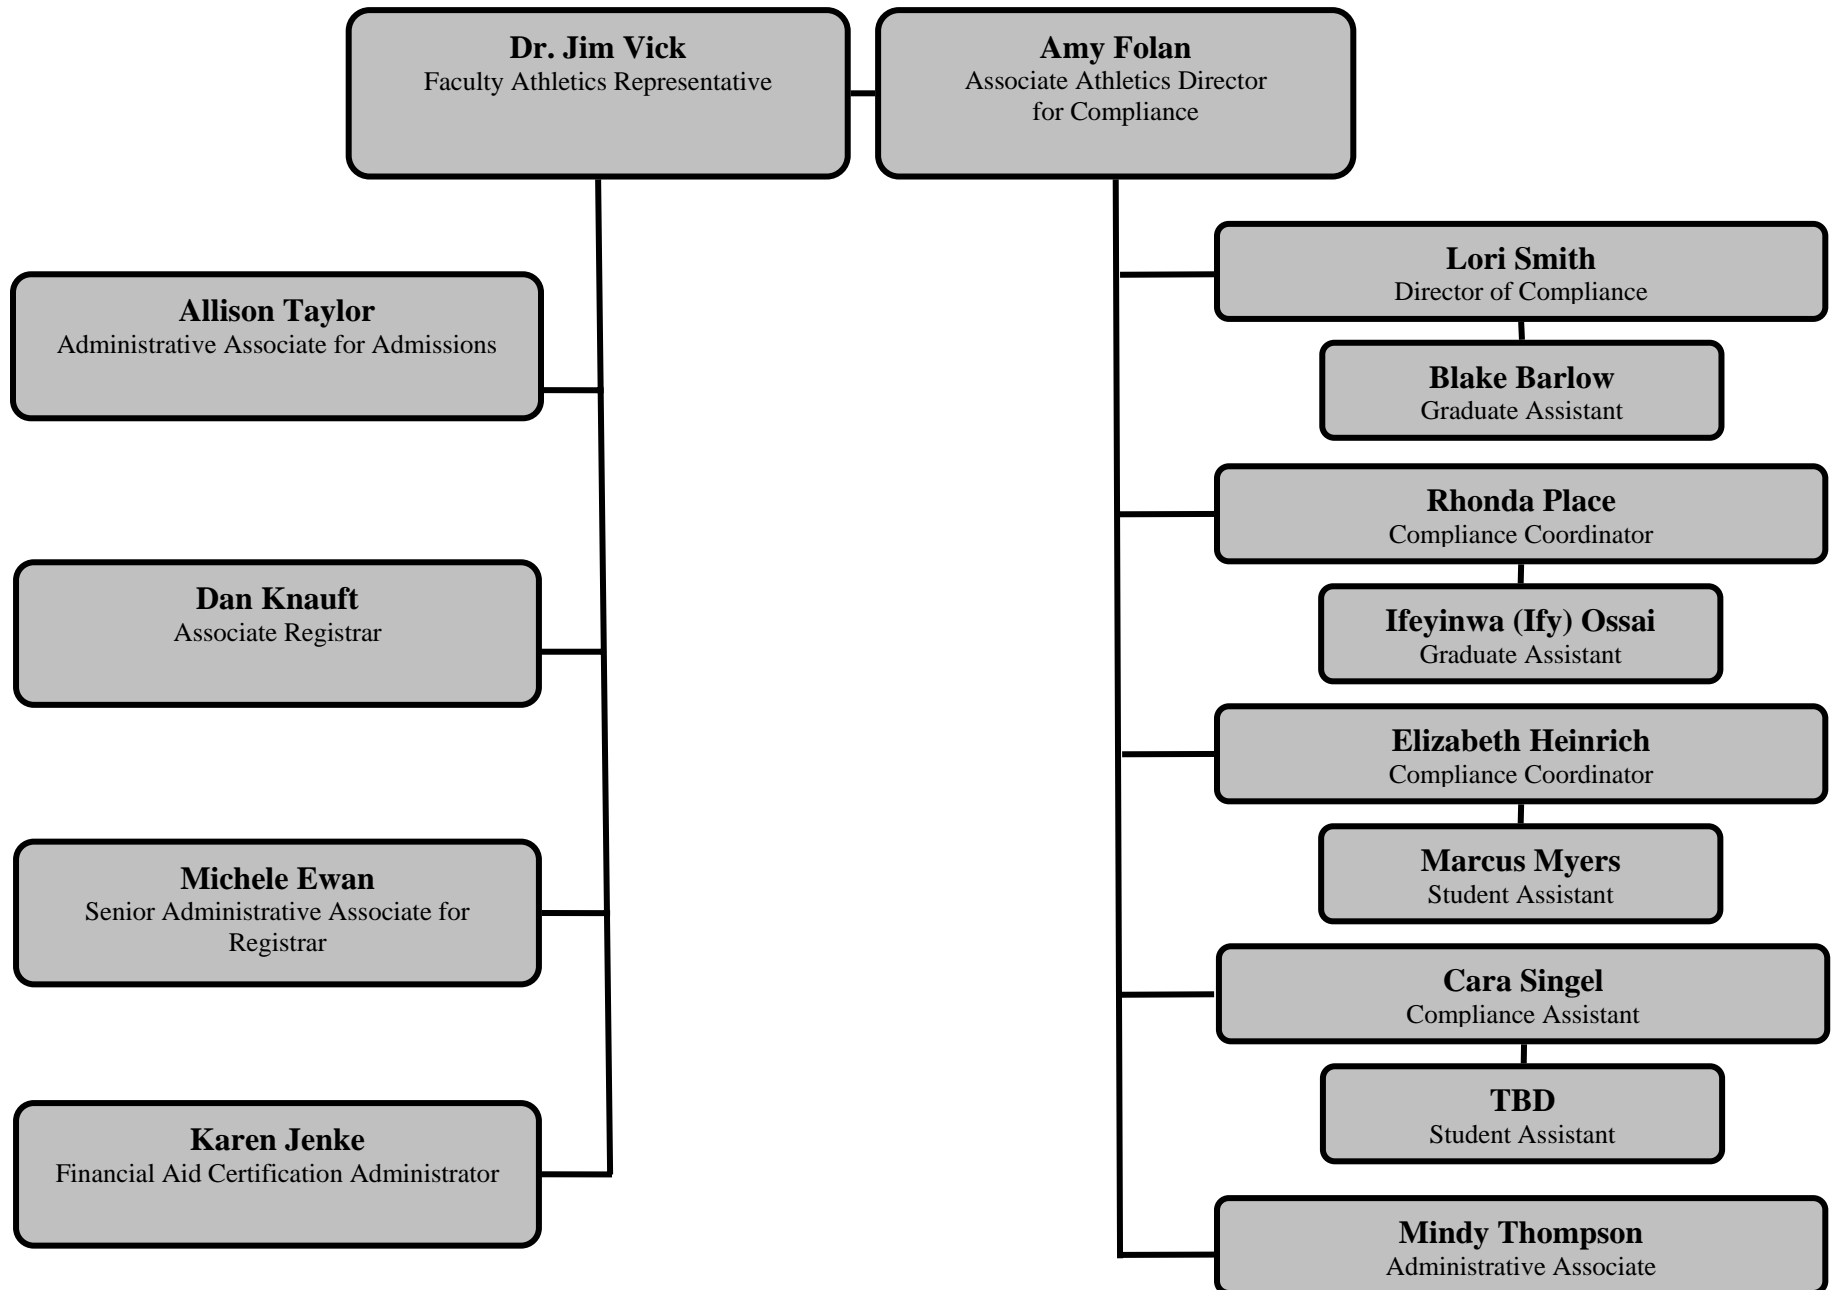 Dr. Jim Vick
Faculty Athletics Representative
Amy Folan
Associate Athletics Director
for Compliance
Allison Taylor
Administrative Associate for Admissions
Dan Knauft
Associate Registrar
Michele Ewan
Senior Administrative Associate for
Registrar
Karen Jenke
Financial Aid Certification Administrator
Lori Smith
Director of Compliance
Blake Barlow
Graduate Assistant
Rhonda Place
Compliance Coordinator
Ifeyinwa (Ify) Ossai
Graduate Assistant
Elizabeth Heinrich
Compliance Coordinator
Marcus Myers
Student Assistant
Cara Singel
Compliance Assistant
TBD
Student Assistant
Mindy Thompson
Administrative Associate